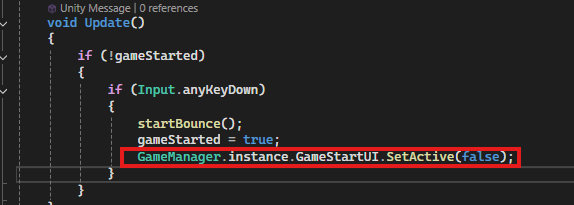 Unity Message | 0 references
void Update()
{
if (!gameStarted)
{
if (Input.anyKeyDown)
{
startBounce();
gameStarted = true;
GameManager.instance.GameStartUI.SetActive(false);
}
}